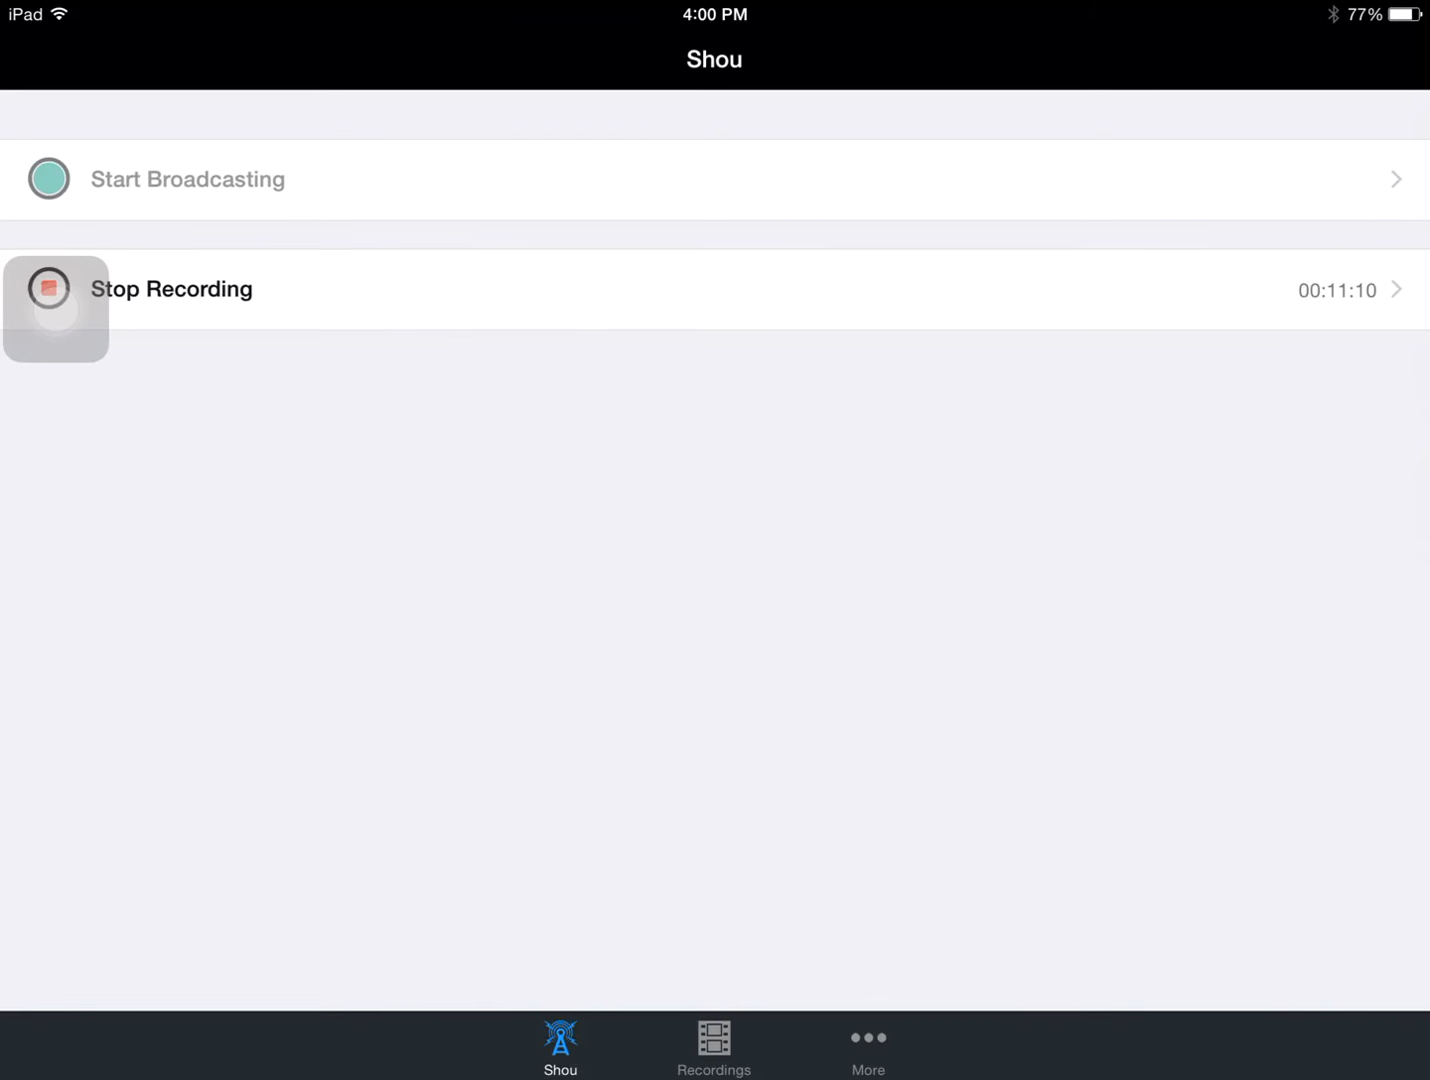 iPad 4:00 PM 77%
Shou
Start Broadcasting
Stop Recording 00:11:10
Shou Recordings More